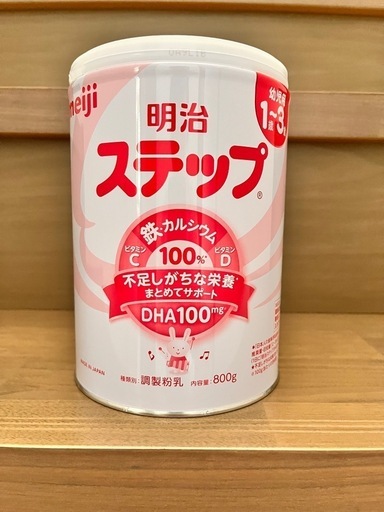 meiji
幼児用
1歳~3
明治
ステップ®
鉄・カルシウム
ビタミン
C
100%*
ビタミン
D
不足しがちな栄養*
まとめてサポート
DHA100mg
MADE IN JAPAN
種類別:調製粉乳 内容量:800g